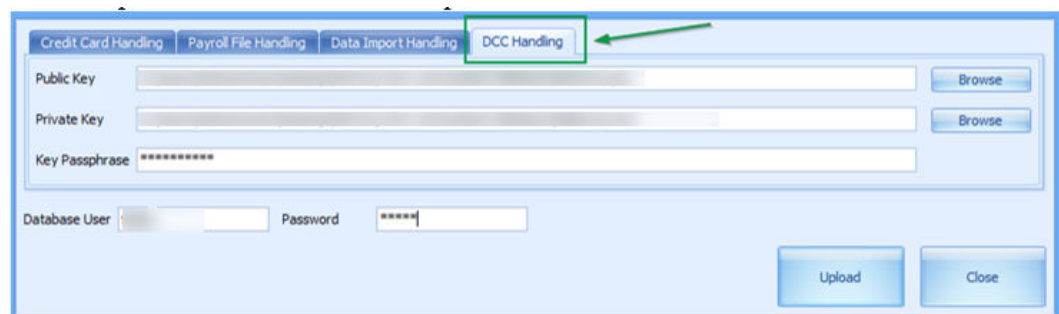 Credit Card Handling Payroll File Handling Data Import Handling DCC Handling
Public Key Browse
Private Key Browse
Key Passphrase **********
Database User Password *****
Upload Close